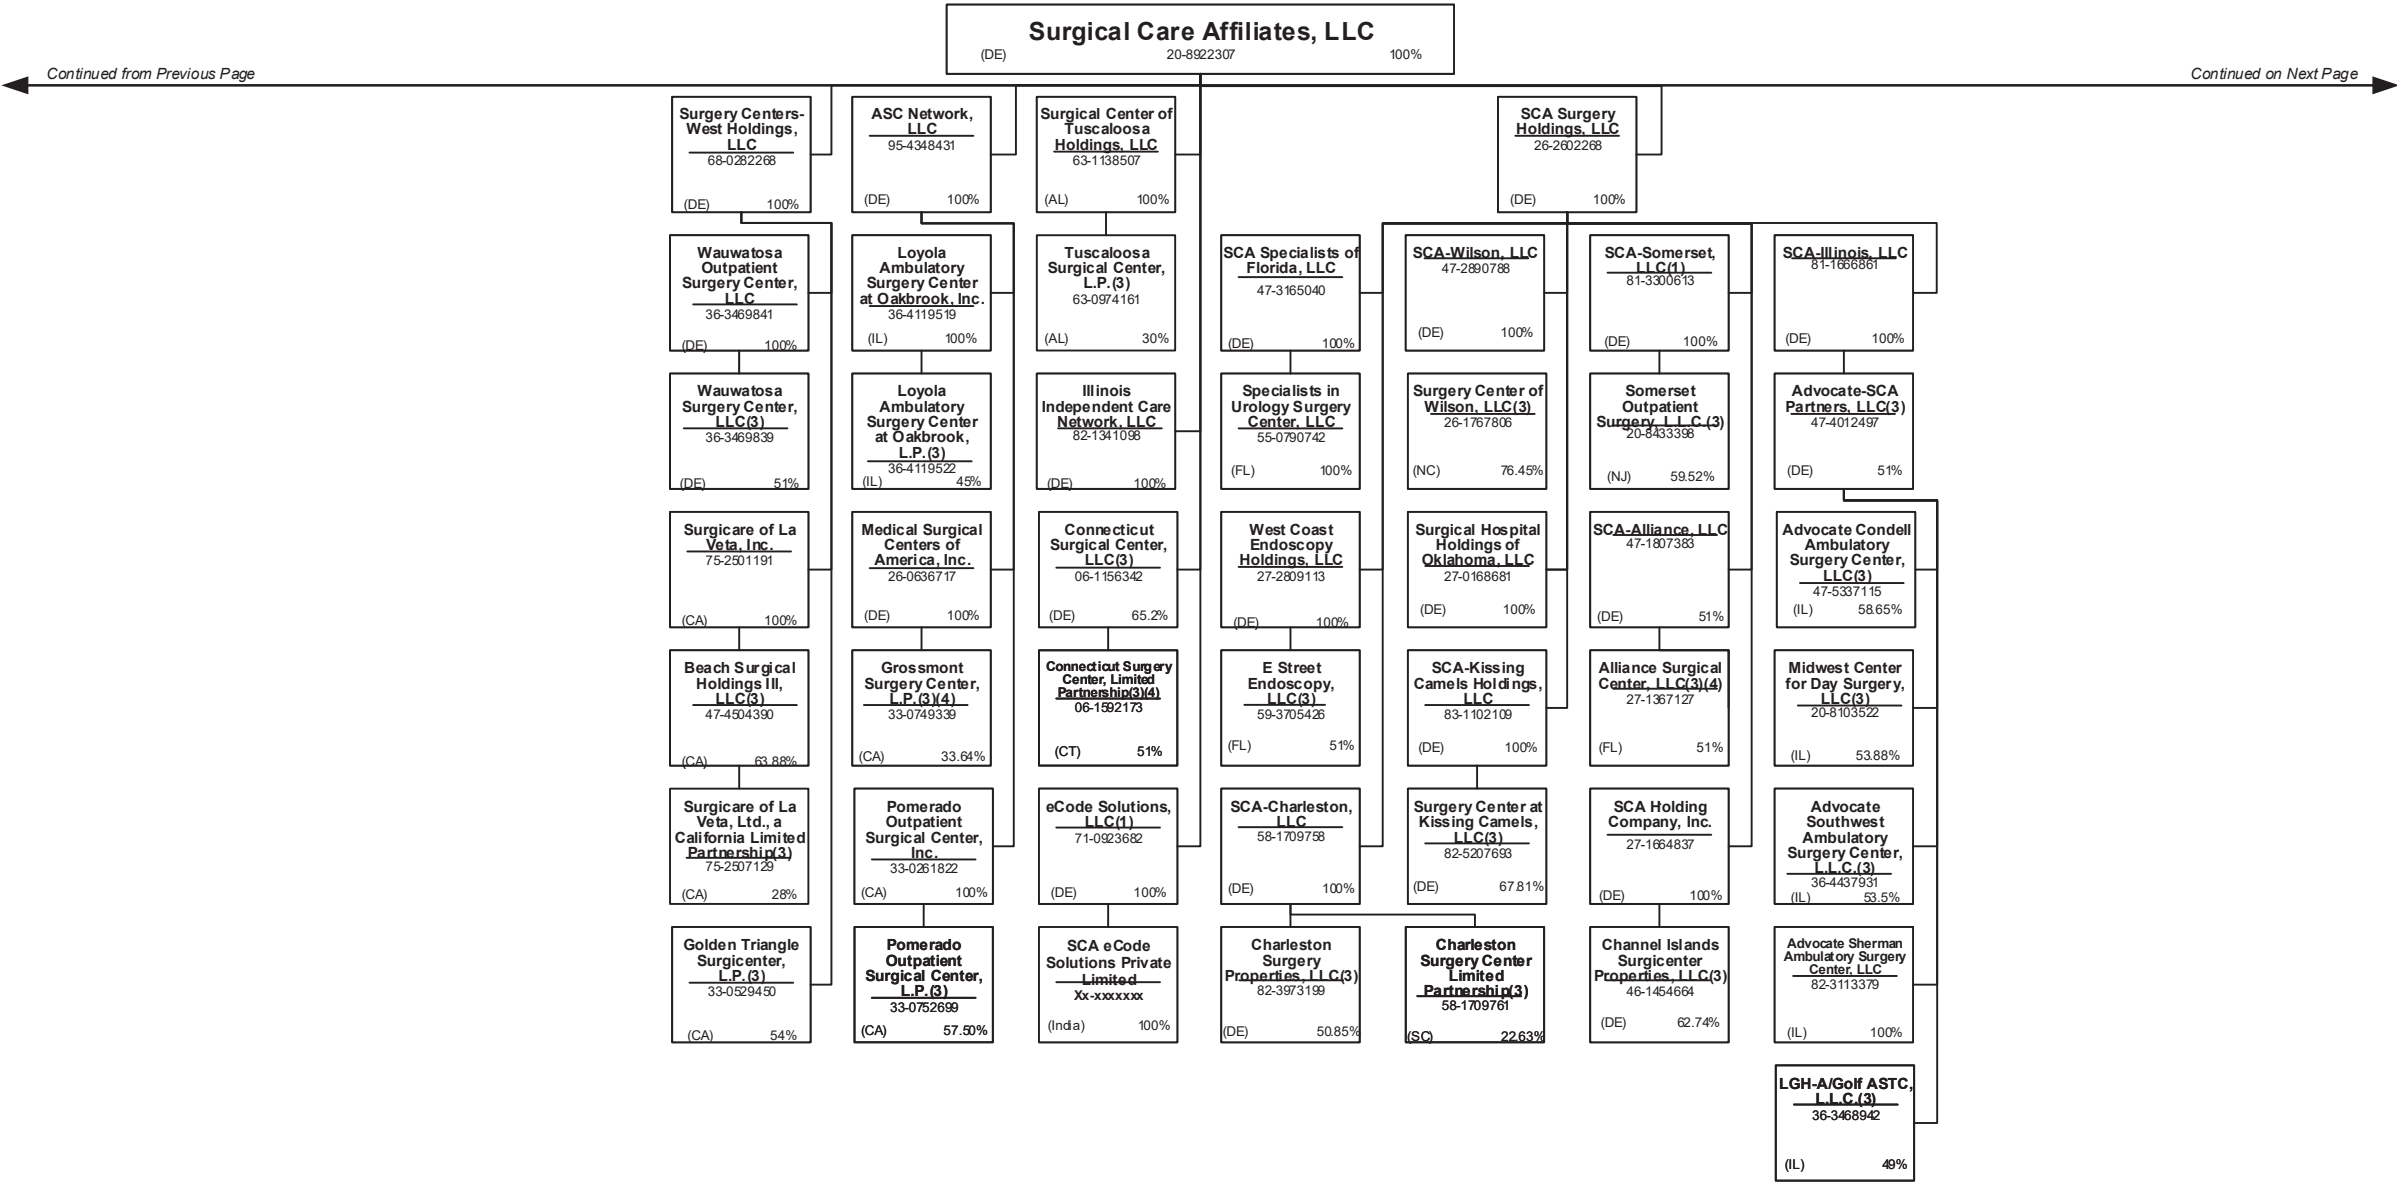 Surgical Care Affiliates, LLC
(DE) 20-8922307 100%
Continued from Previous Page
Continued on Next Page
Surgery Centers-
West Holdings,
LLC
68-0282268
(DE) 100%
ASC Network,
LLC
95-4348431
(DE) 100%
Surgical Center of
Tuscaloosa
Holdings, LLC
63-1138507
(AL) 100%
SCA Surgery
Holdings, LLC
26-2602268
(DE) 100%
Wauwatosa
Outpatient
Surgery Center,
LLC
36-3469841
(DE) 100%
Loyola
Ambulatory
Surgery Center
at Oakbrook, Inc.
36-4119519
(IL) 100%
Tuscaloosa
Surgical Center,
L.P.(3)
63-0974161
(AL) 30%
SCA Specialists of
Florida, LLC
47-3165040
(DE) 100%
SCA-Wilson, LLC
47-2890788
(DE) 100%
SCA-Somerset,
LLC(1)
81-3300613
(DE) 100%
SCA-Illinois, LLC
81-1666861
(DE) 100%
Wauwatosa
Surgery Center,
LLC(3)
36-3469839
(DE) 51%
Loyola
Ambulatory
Surgery Center
at Oakbrook,
L.P.(3)
36-4119522
(IL) 45%
Illinois
Independent Care
Network, LLC
82-1341098
(DE) 100%
Specialists in
Urology Surgery
Center, LLC
55-0790742
(FL) 100%
Surgery Center of
Wilson, LLC(3)
26-1767806
(NC) 76.45%
Somerset
Outpatient
Surgery, L.L.C.(3)
20-8433398
(NJ) 59.52%
Advocate-SCA
Partners, LLC(3)
47-4012497
(DE) 51%
Surgicare of La
Veta, Inc.
75-2501191
(CA) 100%
Medical Surgical
Centers of
America, Inc.
26-0636717
(DE) 100%
Connecticut
Surgical Center,
LLC(3)
06-1156342
(DE) 65.2%
West Coast
Endoscopy
Holdings, LLC
27-2809113
(DE) 100%
Surgical Hospital
Holdings of
Oklahoma, LLC
27-0168681
(DE) 100%
SCA-Alliance, LLC
47-1807383
(DE) 51%
Advocate Condell
Ambulatory
Surgery Center,
LLC(3)
47-5337115
(IL) 58.65%
Beach Surgical
Holdings III,
LLC(3)
47-4504390
(CA) 63.88%
Grossmont
Surgery Center,
L.P.(3)(4)
33-0749339
(CA) 33.64%
Connecticut Surgery
Center, Limited
Partnership(3)(4)
06-1592173
(CT) 51%
E Street
Endoscopy,
LLC(3)
59-3705426
(FL) 51%
SCA-Kissing
Camels Holdings,
LLC
83-1102109
(DE) 100%
Alliance Surgical
Center, LLC(3)(4)
27-1367127
(FL) 51%
Midwest Center
for Day Surgery,
LLC(3)
20-8103522
(IL) 53.88%
Surgicare of La
Veta, Ltd., a
California Limited
Partnership(3)
75-2507129
(CA) 28%
Pomerado
Outpatient
Surgical Center,
Inc.
33-0261822
(CA) 100%
eCode Solutions,
LLC(1)
71-0923682
(DE) 100%
SCA-Charleston,
LLC
58-1709758
(DE) 100%
Surgery Center at
Kissing Camels,
LLC(3)
82-5207693
(DE) 67.81%
SCA Holding
Company, Inc.
27-1664837
(DE) 100%
Advocate
Southwest
Ambulatory
Surgery Center,
L.L.C.(3)
36-4437931
(IL) 53.5%
Golden Triangle
Surgicenter,
L.P.(3)
33-0529450
(CA) 54%
Pomerado
Outpatient
Surgical Center,
L.P.(3)
33-0752699
(CA) 57.50%
SCA eCode
Solutions Private
Limited
Xx-xxxxxxx
(India) 100%
Charleston
Surgery
Properties, LLC(3)
82-3973199
(DE) 50.85%
Charleston
Surgery Center
Limited
Partnership(3)
58-1709761
(SC) 22.63%
Channel Islands
Surgicenter
Properties, LLC(3)
46-1454664
(DE) 62.74%
Advocate Sherman
Ambulatory Surgery
Center, LLC
82-3113379
(IL) 100%
LGH-A/Golf ASTC,
L.L.C.(3)
36-3468942
(IL) 49%